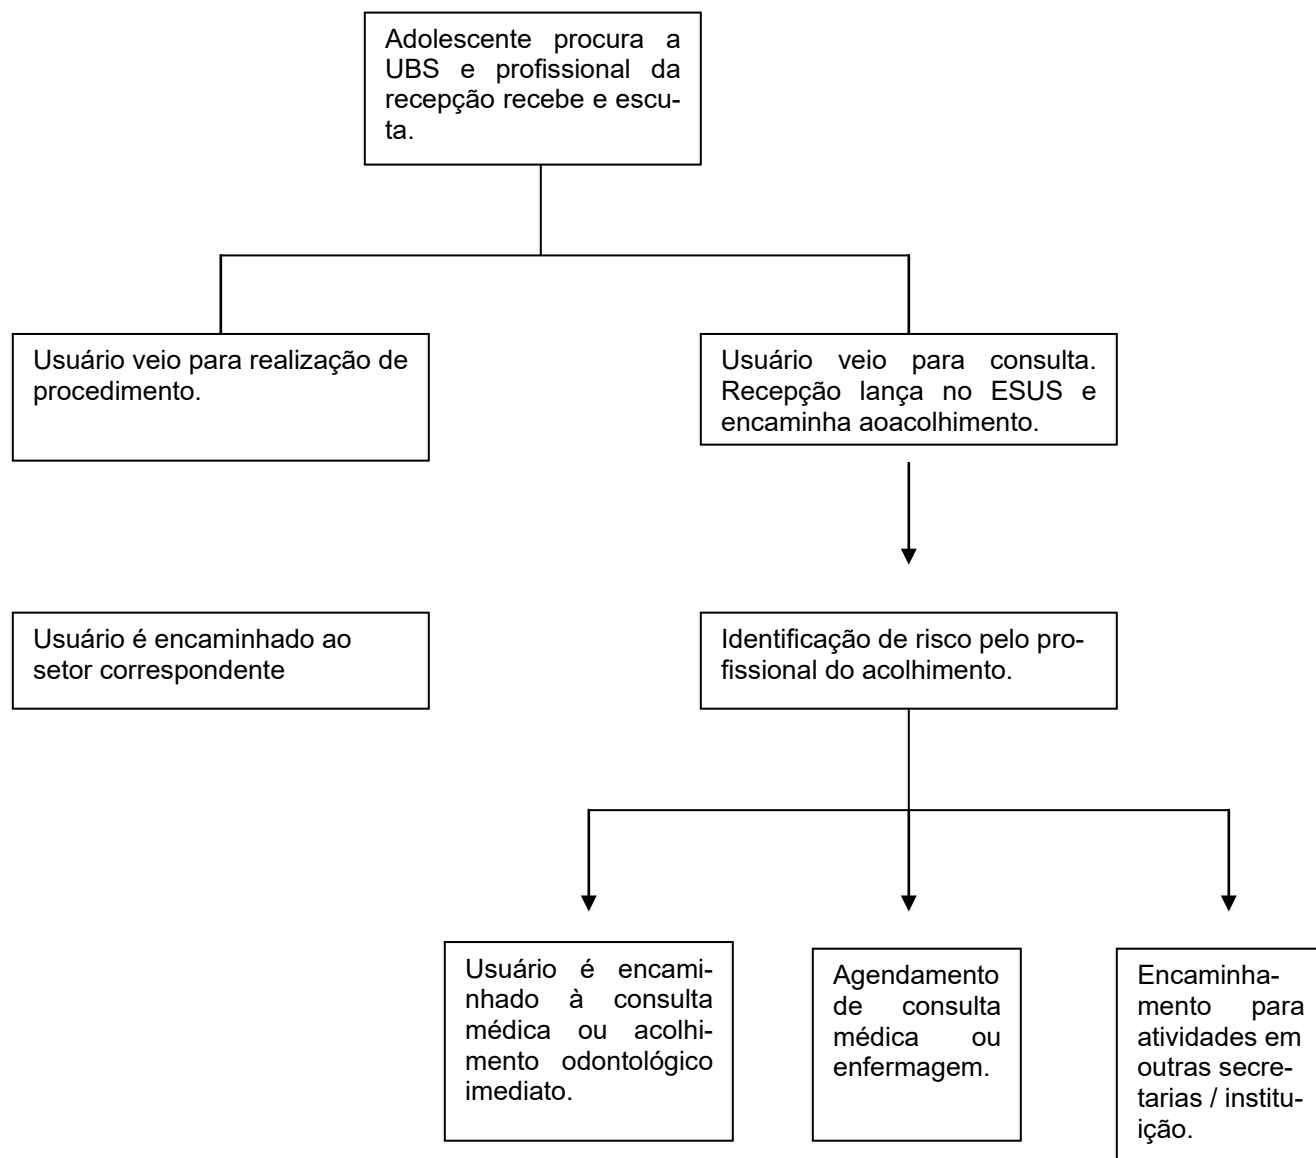 Adolescente procura a
UBS e profissional da
recepção recebe e escu-
ta.
Usuário veio para realização de
procedimento.
Usuário veio para consulta.
Recepção lança no ESUS e
encaminha aoacolhimento.
Usuário é encaminhado ao
setor correspondente
Identificação de risco pelo pro-
fissional do acolhimento.
Usuário é encami-
nhado à consulta
médica ou acolhi-
mento odontológico
imediato.
Agendamento
de consulta
médica ou
enfermagem.
Encaminha-
mento para
atividades em
outras secre-
tarias / institu-
ição.